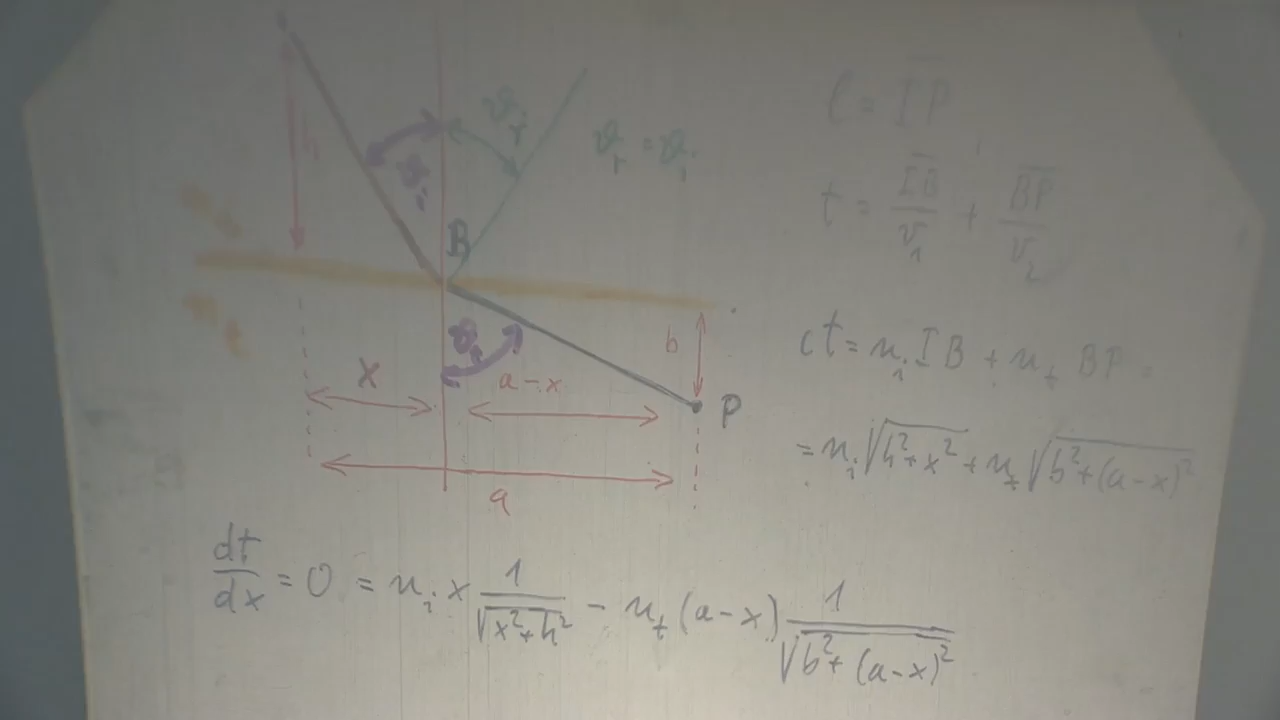 h
ϑᵢ
ϑᵣ
ϑᵣ = ϑᵢ
B
ϑₜ
x
a-x
b
P
a
t = IB/v₁ + BP/v₂
ct = nᵢ IB + nₜ BP =
= nᵢ √(h²+x²) + nₜ √(b²+(a-x)²)
dt/dx = 0 = nᵢ x 1/√(x²+h²) - nₜ (a-x) 1/√(b²+(a-x)²)